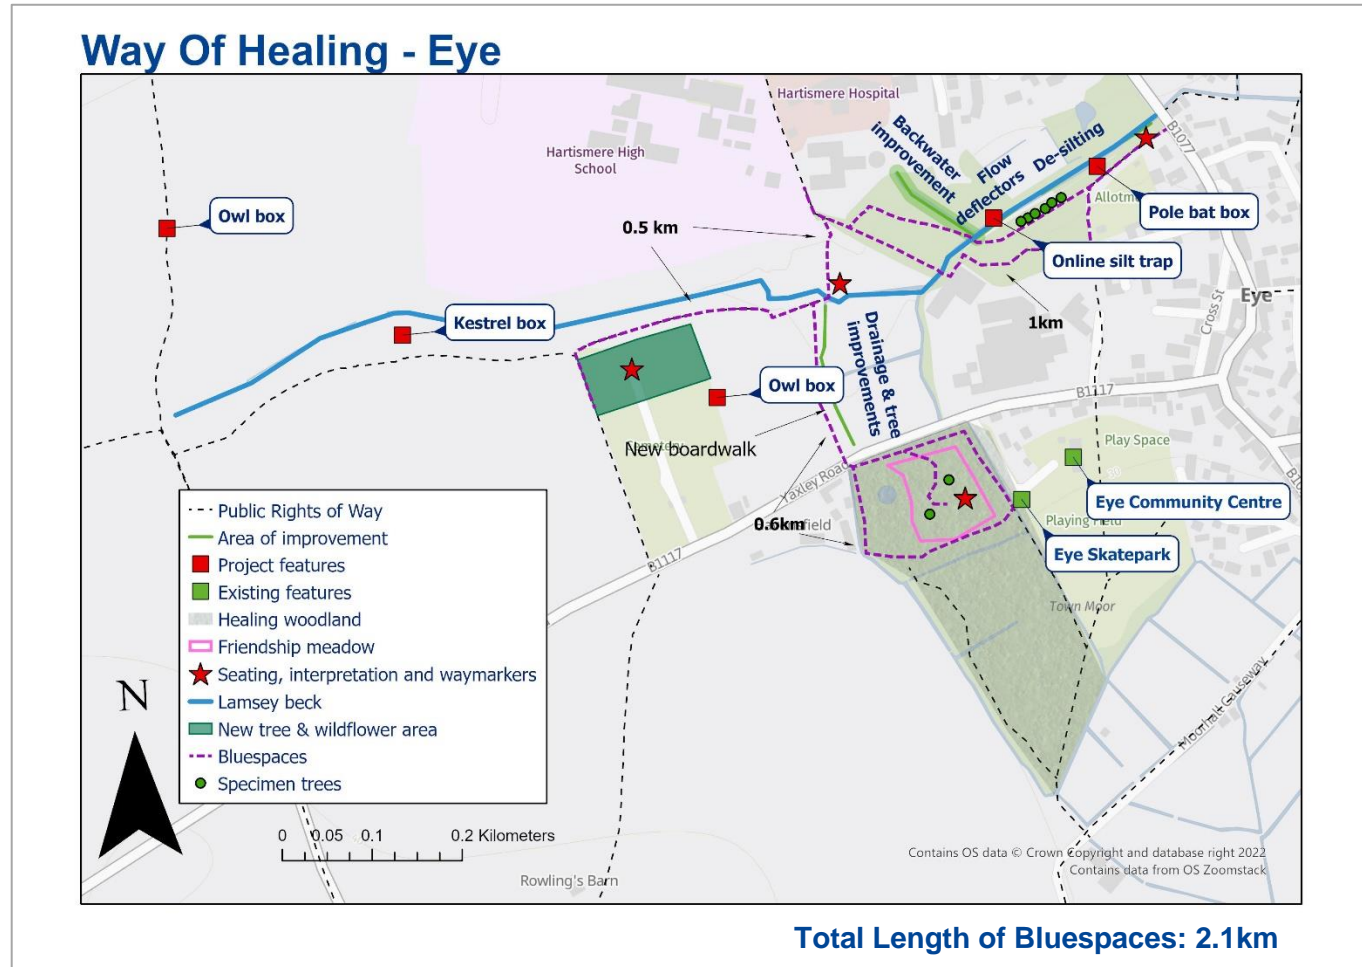 Way Of Healing - Eye
Hartismere Hospital
B1077
Backwater
improvement
Flow
deflectors
De-silting
Hartismere High
School
Allotm
Owl box
Pole bat box
0.5 km
Online silt trap
Eye
Cross St
Kestrel box
1km
Drainage & tree
improvements
Owl box
B1117
Play Space
New boardwalk
Yaxley Road
Eye Community Centre
0.6km
Playing Field
Eye Skatepark
B1117
Town Moor
Moorhall Causeway
Public Rights of Way
Area of improvement
Project features
Existing features
Healing woodland
Friendship meadow
Seating, interpretation and waymarkers
Lamsey beck
New tree & wildflower area
Bluespaces
Specimen trees
N
0 0.05 0.1 0.2 Kilometers
Rowling's Barn
Contains OS data © Crown Copyright and database right 2022
Contains data from OS Zoomstack
Total Length of Bluespaces: 2.1km